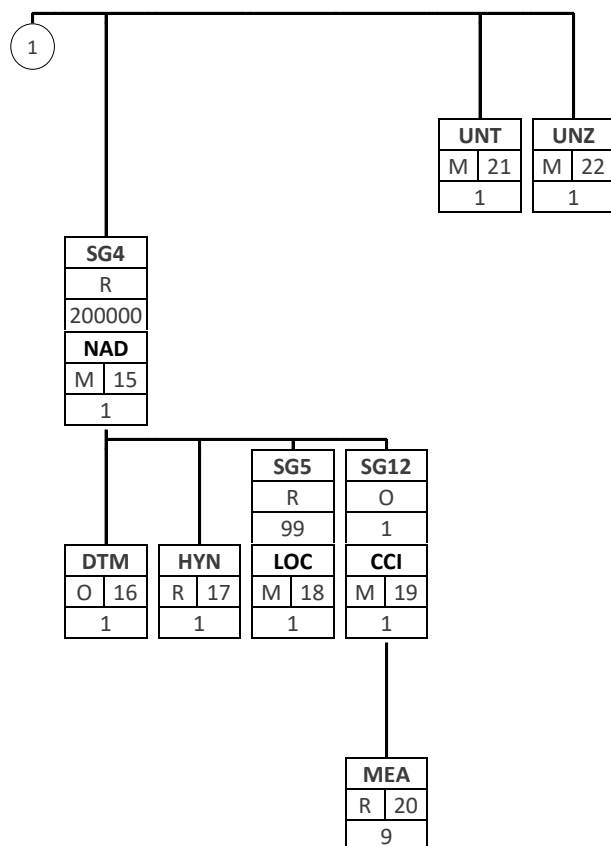 1
UNT UNZ
M 21 M 22
1 1
SG4
R
200000
NAD
M 15
1
SG5 SG12
R O
99 1
DTM HYN LOC CCI
O 16 R 17 M 18 M 19
1 1 1 1
MEA
R 20
9